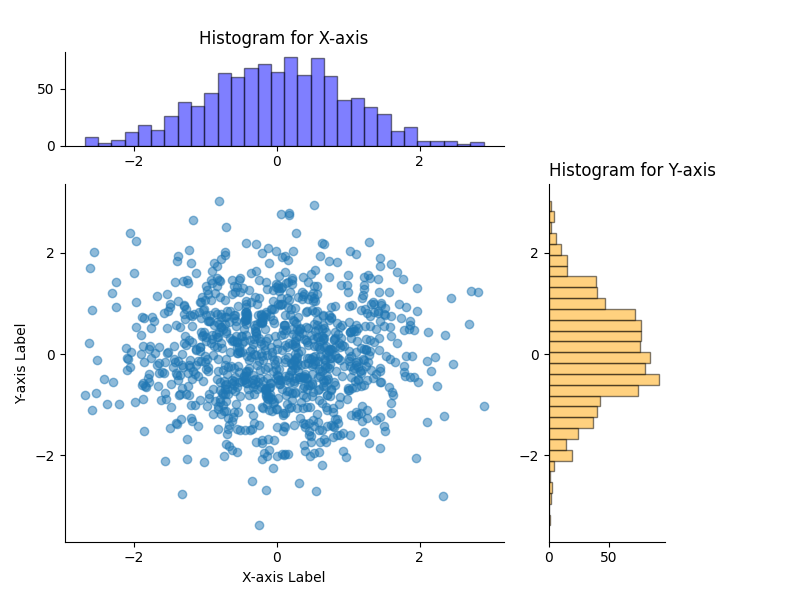 Histogram for X-axis
50
0
−2 0 2
Histogram for Y-axis
2
0
−2
Y-axis Label
−2 0 2
X-axis Label
2
0
−2
0 50